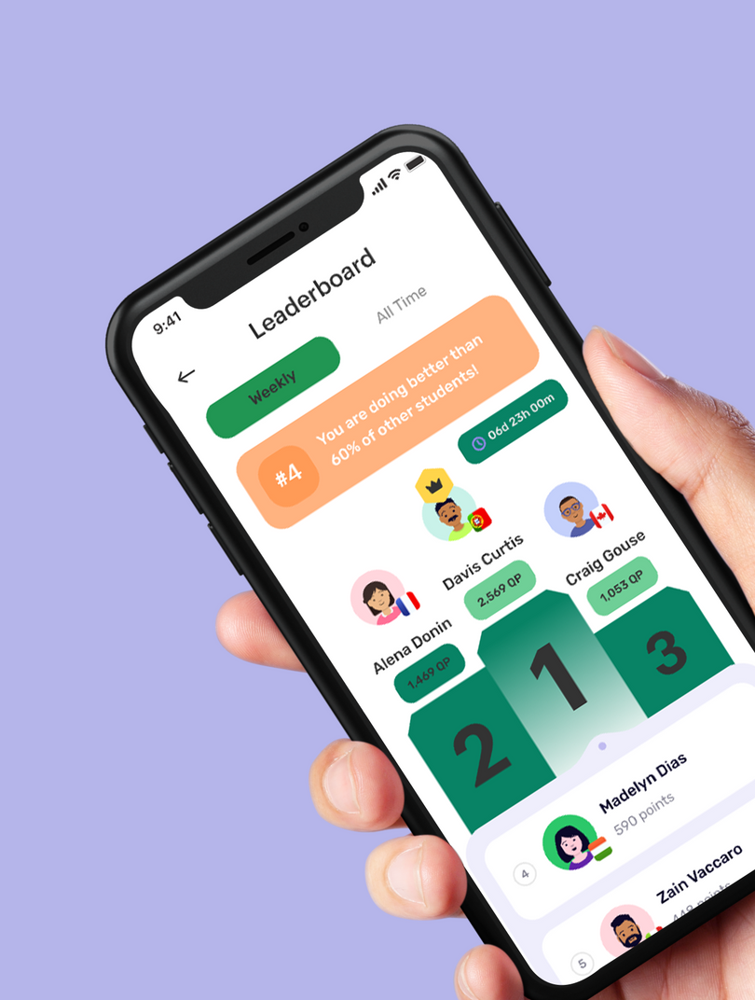 9:41
Leaderboard
Weekly
All Time
#4
You are doing better than
60% of other students!
06d 23h 00m
Davis Curtis
2,569 QP
Craig Gouse
1,053 QP
Alena Donin
1,469 QP
1
2
3
4
Madelyn Dias
590 points
5
Zain Vaccaro
448 points